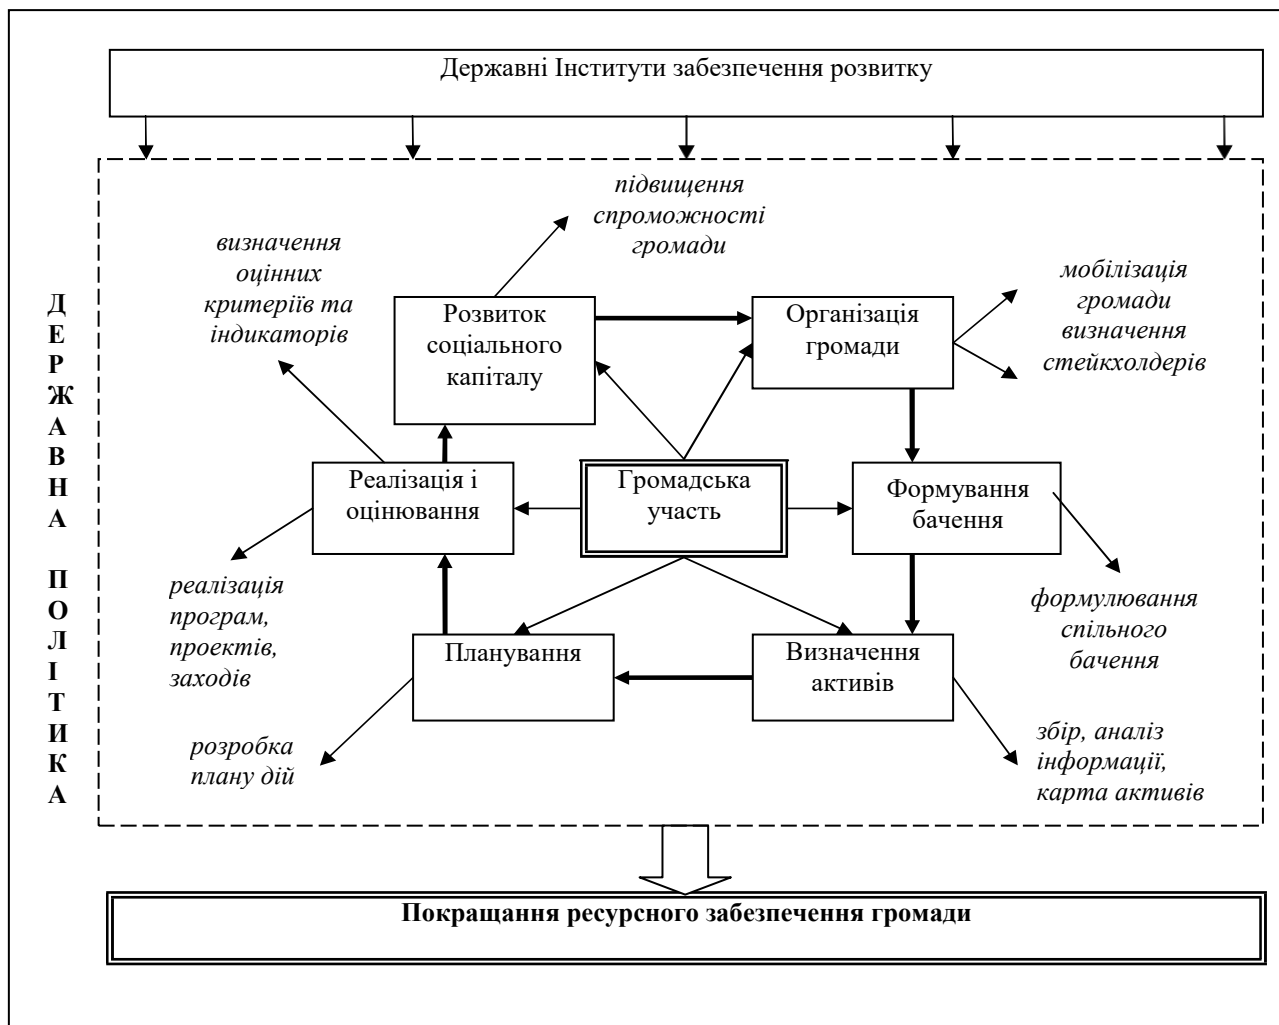 Державні Інститути забезпечення розвитку
підвищення
спроможності
громади
визначення
оцінних
критеріїв та
індикаторів
мобілізація
громади
визначення
стейкхолдерів
Розвиток
соціального
капіталу
Організація
громади
Реалізація і
оцінювання
Громадська
участь
Формування
бачення
реалізація
програм,
проектів,
заходів
формулювання
спільного
бачення
Планування
Визначення
активів
розробка
плану дій
збір, аналіз
інформації,
карта активів
Д
Е
Р
Ж
А
В
Н
А
П
О
Л
І
Т
И
К
А
Покращання ресурсного забезпечення громади